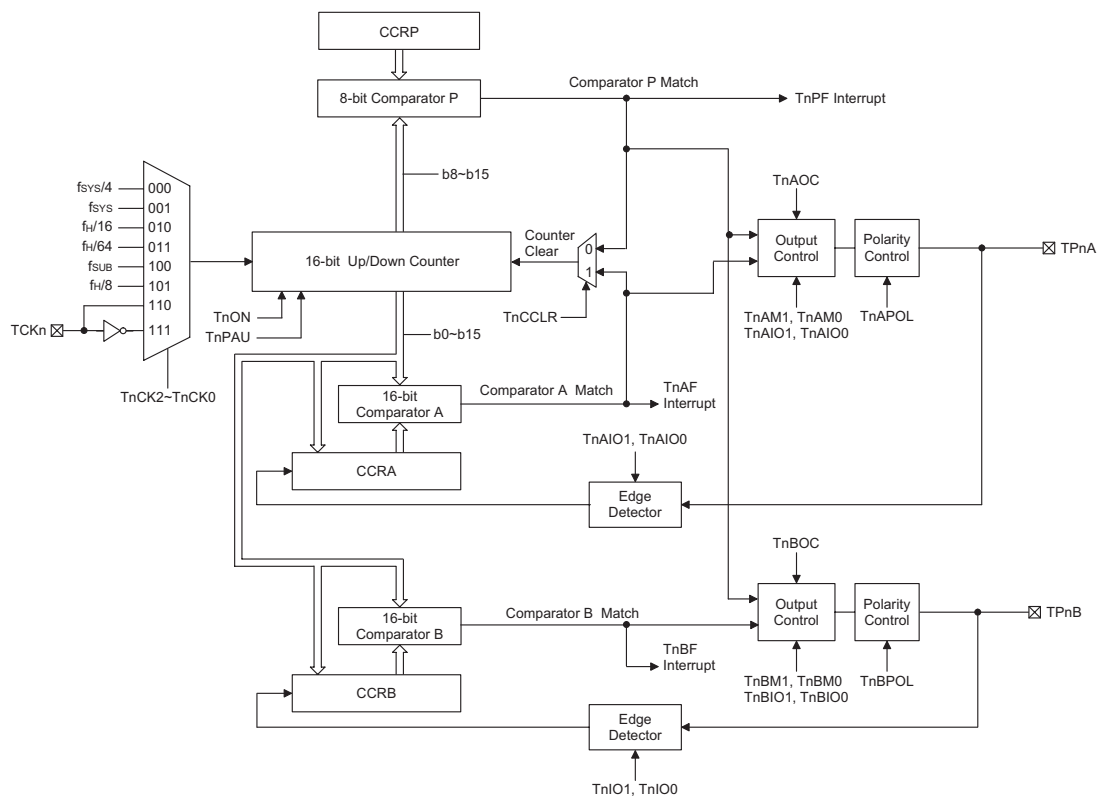 CCRP
8-bit Comparator P
Comparator P Match
TnPF Interrupt
b8~b15
fSYS/4
000
fSYS
001
fH/16
010
fH/64
011
fSUB
100
fH/8
101
110
TCKn
111
TnCK2~TnCK0
16-bit Up/Down Counter
Counter
Clear
0
1
TnON
TnPAU
TnCCLR
b0~b15
TnAOC
Output
Control
Polarity
Control
TPnA
TnAM1, TnAM0
TnAIO1, TnAIO0
TnAPOL
16-bit
Comparator A
Comparator A Match
TnAF
Interrupt
CCRA
TnAIO1, TnAIO0
Edge
Detector
TnBOC
Output
Control
Polarity
Control
TPnB
TnBM1, TnBM0
TnBIO1, TnBIO0
TnBPOL
16-bit
Comparator B
Comparator B Match
TnBF
Interrupt
CCRB
Edge
Detector
TnIO1, TnIO0